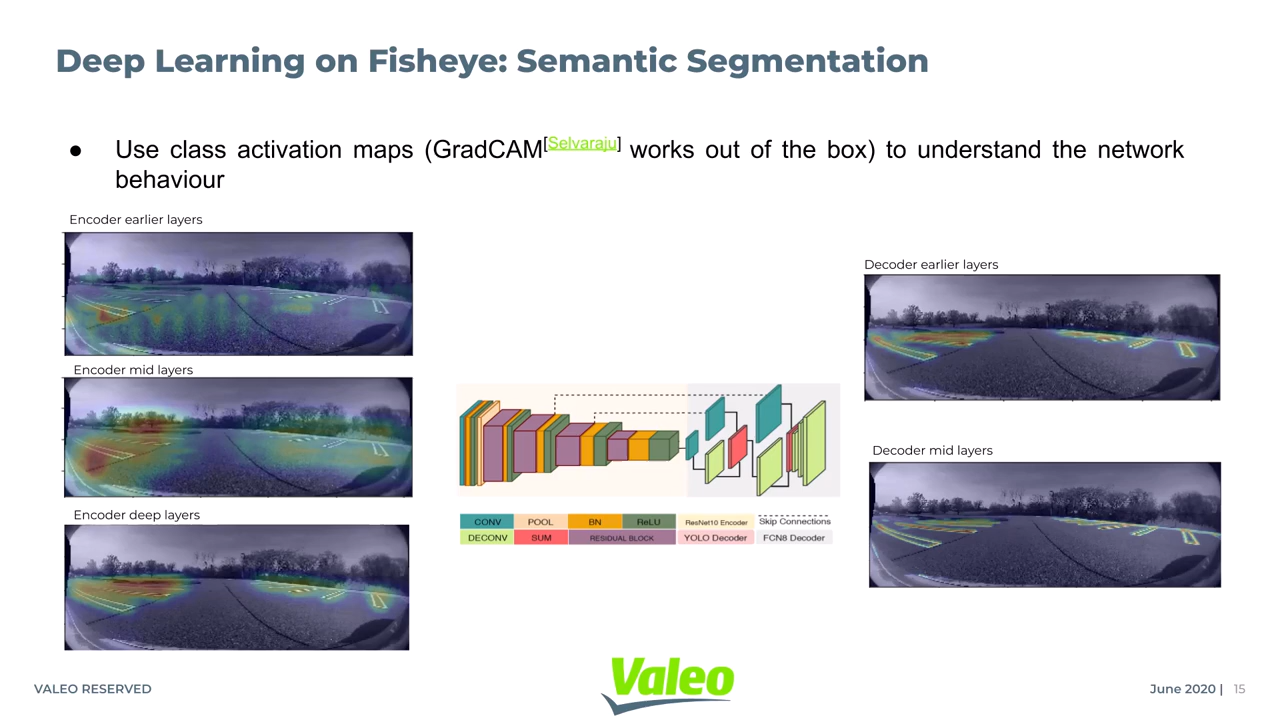 Deep Learning on Fisheye: Semantic Segmentation
● Use class activation maps (GradCAM[Selvaraju] works out of the box) to understand the network
behaviour
Encoder earlier layers
Encoder mid layers
Encoder deep layers
CONV POOL BN ReLU ResNet10 Encoder Skip Connections
DECONV SUM RESIDUAL BLOCK YOLO Decoder FCN8 Decoder
Decoder earlier layers
Decoder mid layers
VALEO RESERVED
Valeo
June 2020 | 15